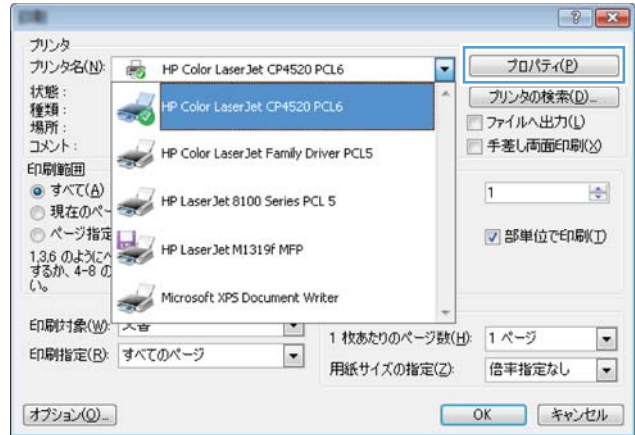 印刷
プリンタ
プリンタ名(N):
HP Color LaserJet CP4520 PCL6
プロパティ(P)
状態：
HP Color LaserJet CP4520 PCL6
プリンタの検索(D)...
種類：
場所：
ファイルへ出力(L)
コメント：
HP Color LaserJet Family Driver PCL5
手差し両面印刷(X)
印刷範囲
すべて(A)
HP LaserJet 8100 Series PCL 5
1
現在のペー
ページ指定
部単位で印刷(T)
1,3,6 のように
HP LaserJet M1319f MFP
するか、4-8 の
い。
Microsoft XPS Document Writer
印刷対象(W):
1 枚あたりのページ数(H):
1 ページ
印刷指定(R):
すべてのページ
用紙サイズの指定(Z):
倍率指定なし
オプション(O)...
OK
キャンセル